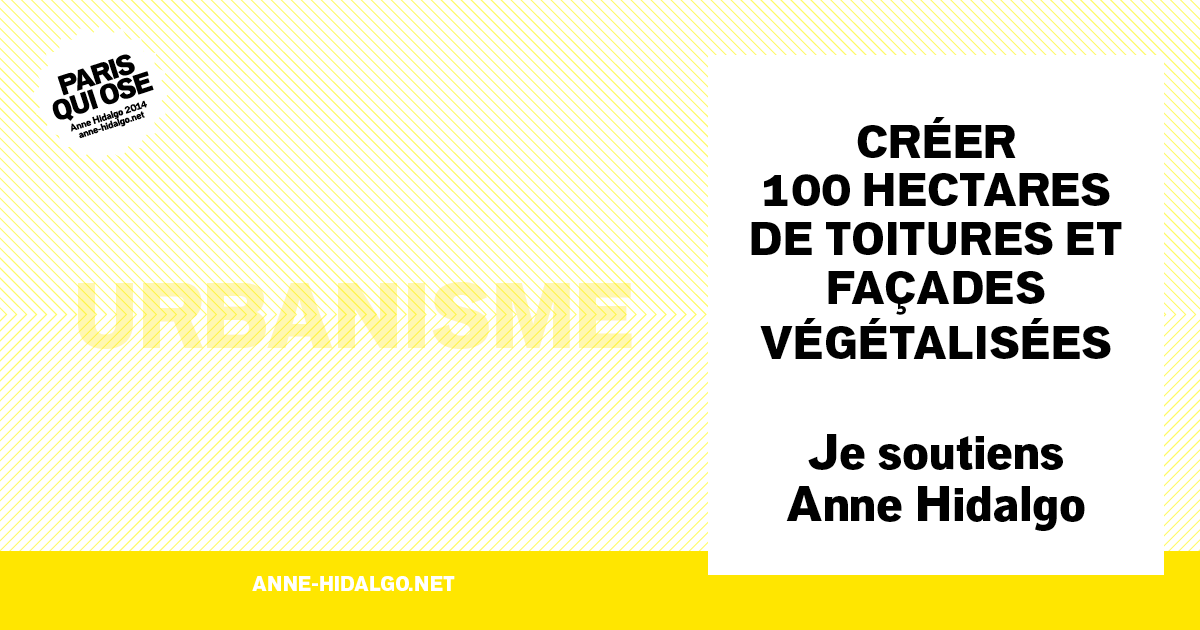 PARIS
QUI OSE
Anne Hidalgo 2014
anne-hidalgo.net
URBANISME
CRÉER
100 HECTARES
DE TOITURES ET
FAÇADES
VÉGÉTALISÉES
Je soutiens
Anne Hidalgo
ANNE-HIDALGO.NET